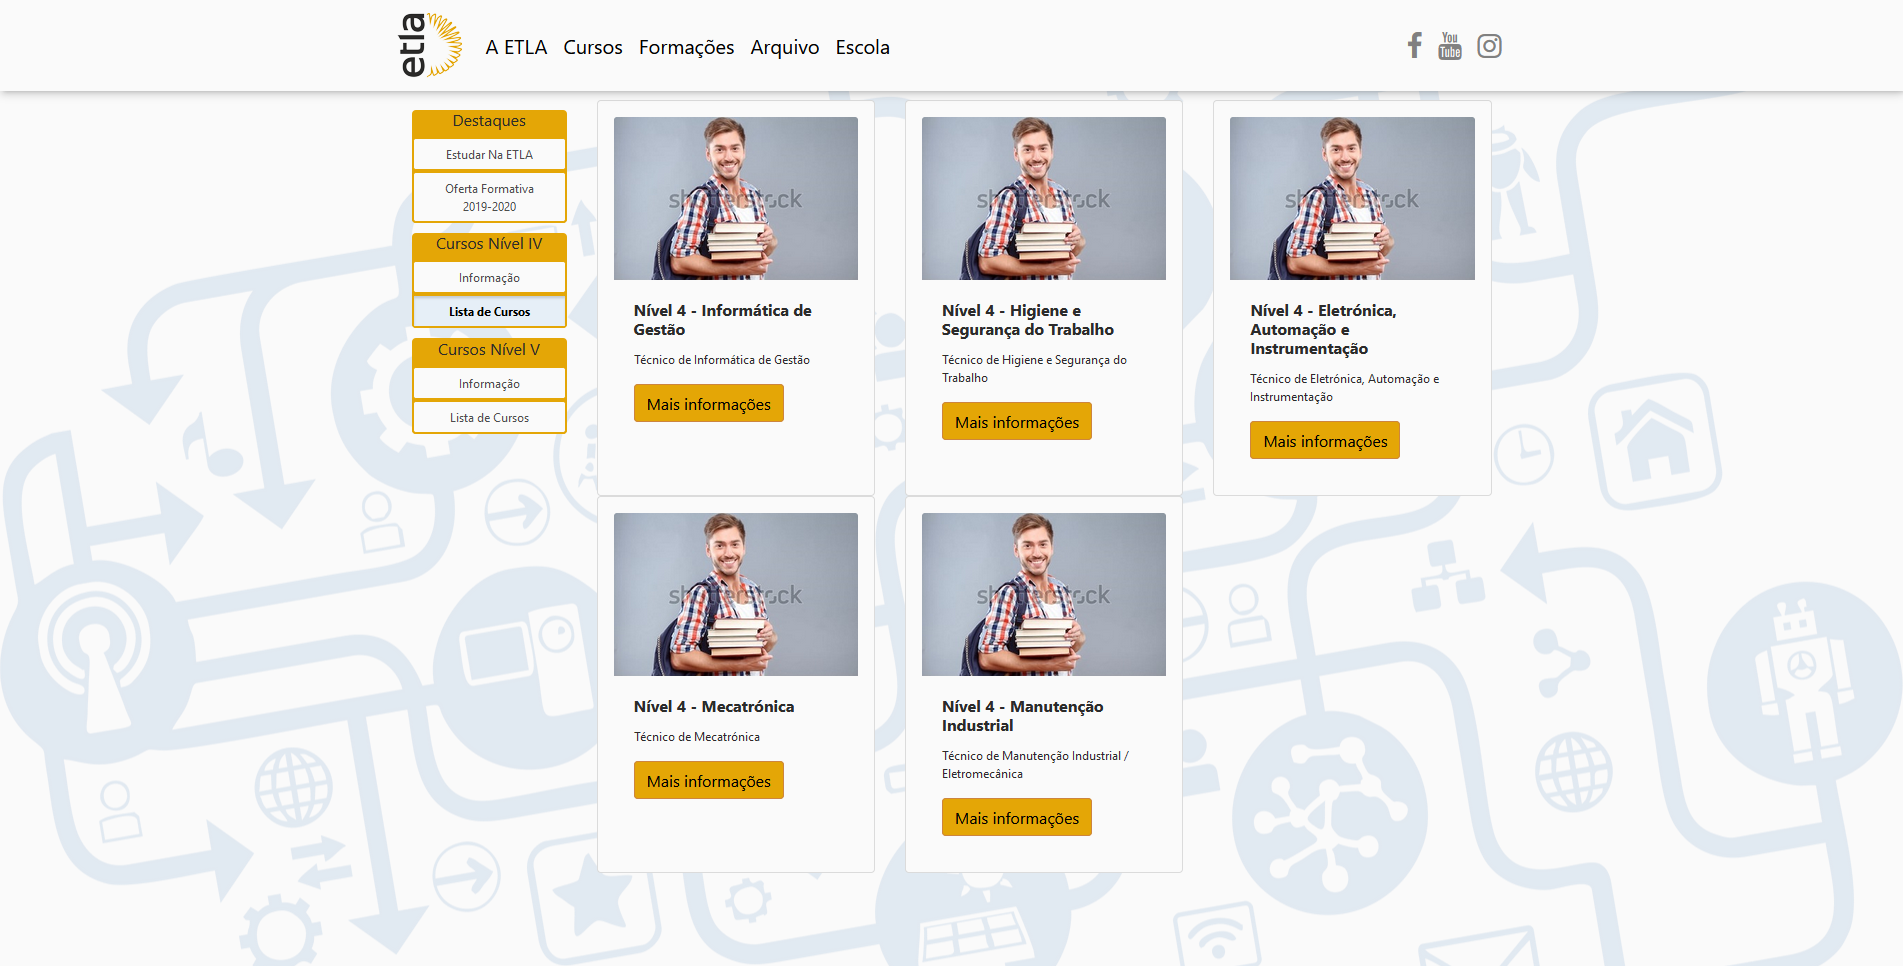 etla
A ETLA Cursos Formações Arquivo Escola
You
Tube
Destaques
Estudar Na ETLA
Oferta Formativa
2019-2020
Cursos Nível IV
Informação
Lista de Cursos
Cursos Nível V
Informação
Lista de Cursos
shutterstock
Nível 4 - Informática de
Gestão
Técnico de Informática de Gestão
Mais informações
shutterstock
Nível 4 - Higiene e
Segurança do Trabalho
Técnico de Higiene e Segurança do
Trabalho
Mais informações
shutterstock
Nível 4 - Eletrónica,
Automação e
Instrumentação
Técnico de Eletrónica, Automação e
Instrumentação
Mais informações
shutterstock
Nível 4 - Mecatrónica
Técnico de Mecatrónica
Mais informações
shutterstock
Nível 4 - Manutenção
Industrial
Técnico de Manutenção Industrial /
Eletromecânica
Mais informações